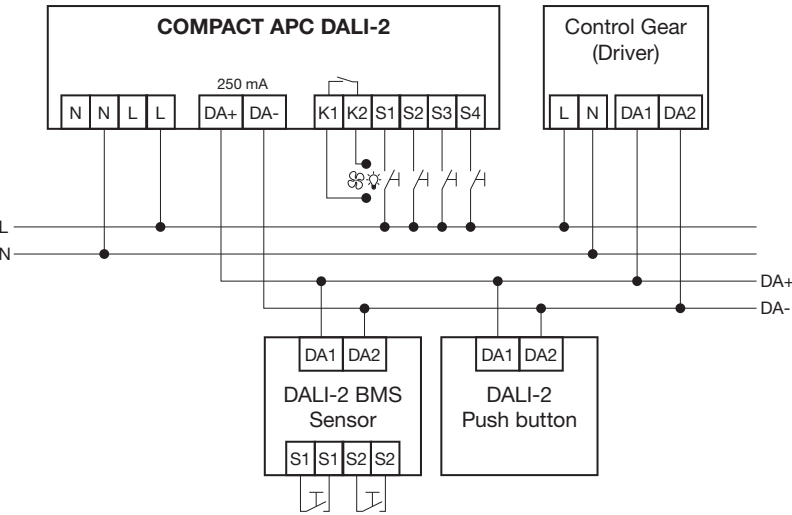 COMPACT APC DALI-2
Control Gear
(Driver)
250 mA
N N L L DA+ DA- K1 K2 S1 S2 S3 S4
L N DA1 DA2
L
N
DA+
DA-
DA1 DA2
DALI-2 BMS
Sensor
S1 S1 S2 S2
DA1 DA2
DALI-2
Push button